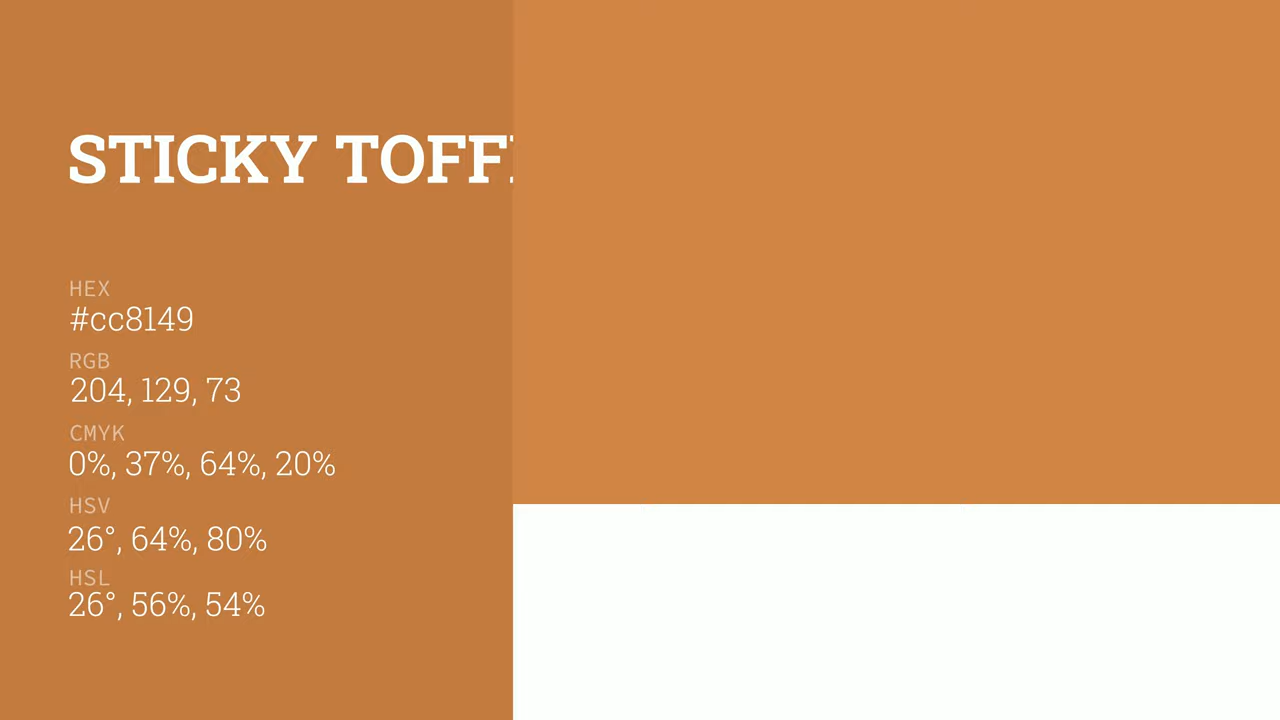 STICKY TOFF
HEX
#cc8149
RGB
204, 129, 73
CMYK
0%, 37%, 64%, 20%
HSV
26°, 64%, 80%
HSL
26°, 56%, 54%